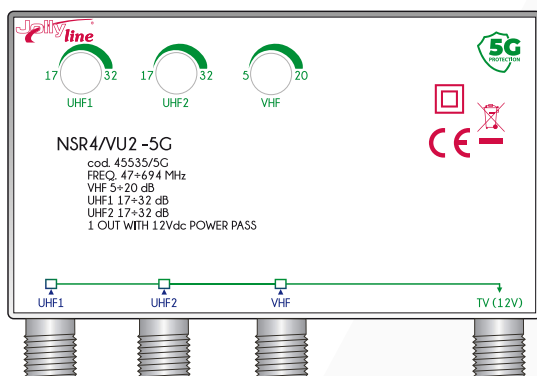 Jolly line
5G
PROTECTION
17 32 17 32 5 20
UHF1 UHF2 VHF
NSR4/VU2 -5G
cod. 45535/5G
FREQ. 47÷694 MHz
VHF 5÷20 dB
UHF1 17÷32 dB
UHF2 17÷32 dB
1 OUT WITH 12Vdc POWER PASS
CE
UHF1 UHF2 VHF TV (12V)